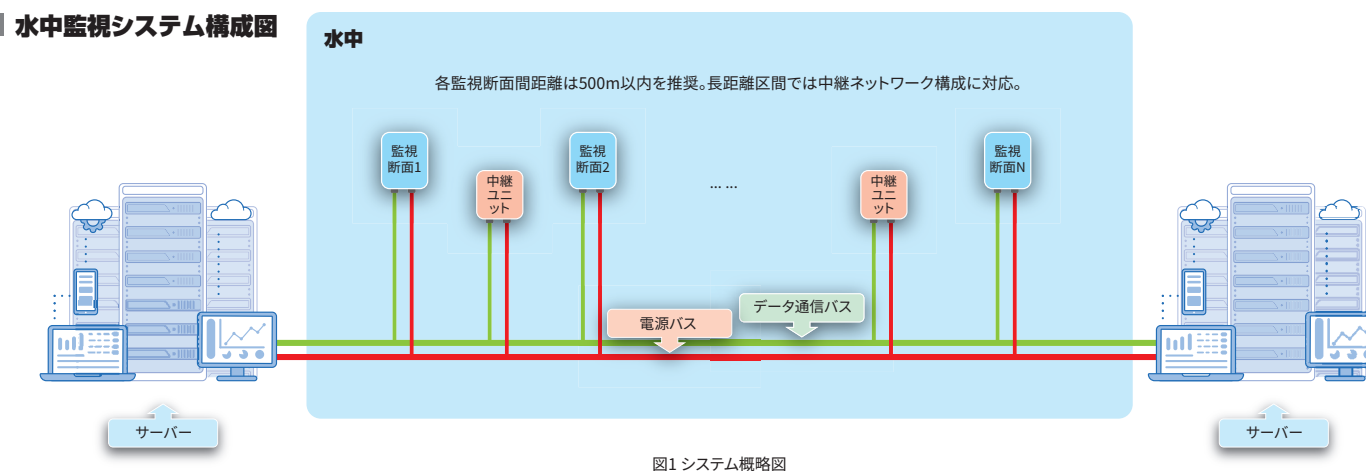 水中監視システム構成図
水中
各監視断面間距離は500m以内を推奨。長距離区間では中継ネットワーク構成に対応。
監視
断面1
中継
ユニ
ット
監視
断面2
... ...
中継
ユニ
ット
監視
断面N
データ通信バス
電源バス
サーバー
サーバー
図1 システム概略図